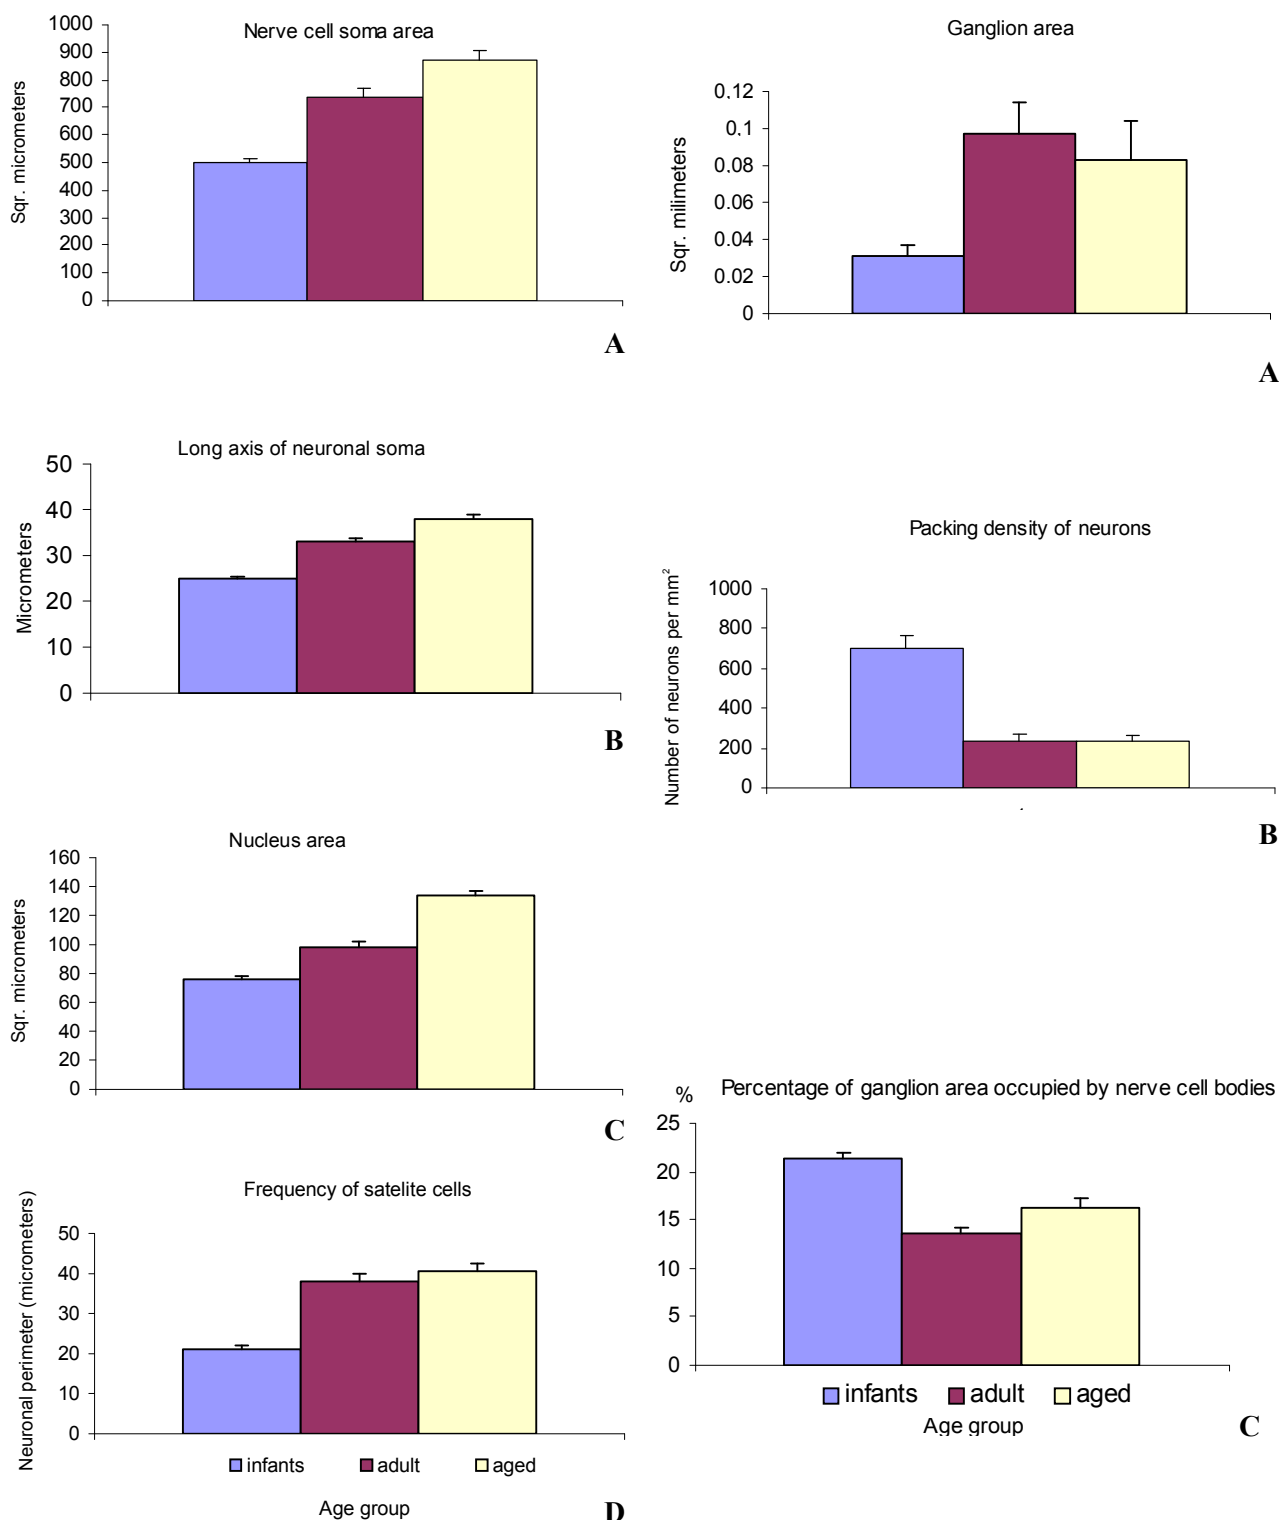 Nerve cell soma area
Sqr. micrometers
1000
900
800
700
600
500
400
300
200
100
0
A
Long axis of neuronal soma
Micrometers
50
40
30
20
10
0
B
Nucleus area
Sqr. micrometers
160
140
120
100
80
60
40
20
0
C
Frequency of satelite cells
Neuronal perimeter (micrometers)
50
40
30
20
10
0
infants adult aged
Age group
D
Ganglion area
Sqr. milimeters
0,12
0,1
0,08
0,06
0,04
0,02
0
A
Packing density of neurons
Number of neurons per mm²
1000
800
600
400
200
0
B
Percentage of ganglion area occupied by nerve cell bodies
%
25
20
15
10
5
0
infants adult aged
Age group
C